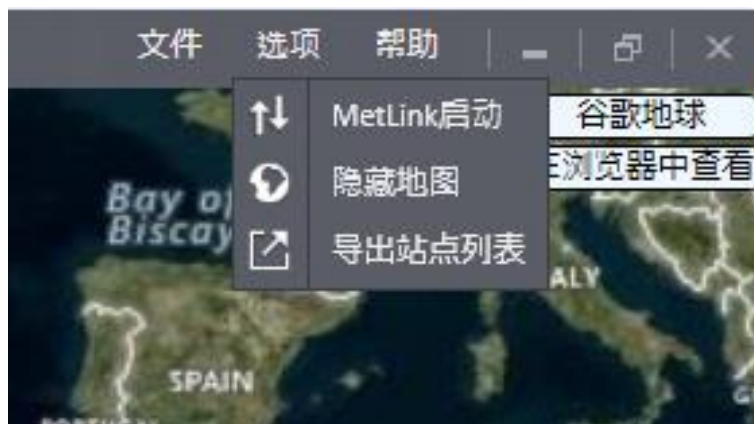 文件 选项 帮助
MetLink启动
谷歌地球
隐藏地图
浏览器中查看
导出站点列表
Bay of
Biscay
ALY
SPAIN